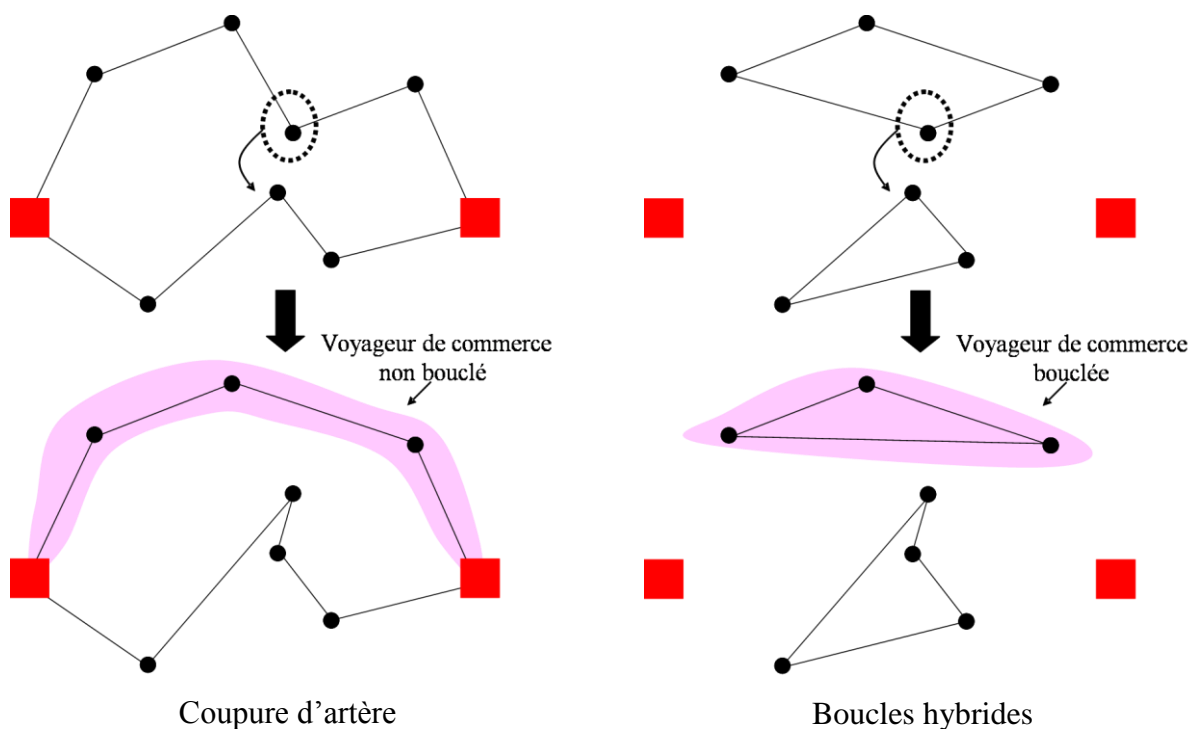 Voyageur de commerce
non bouclé
Voyageur de commerce
bouclée
Coupure d'artère
Boucles hybrides